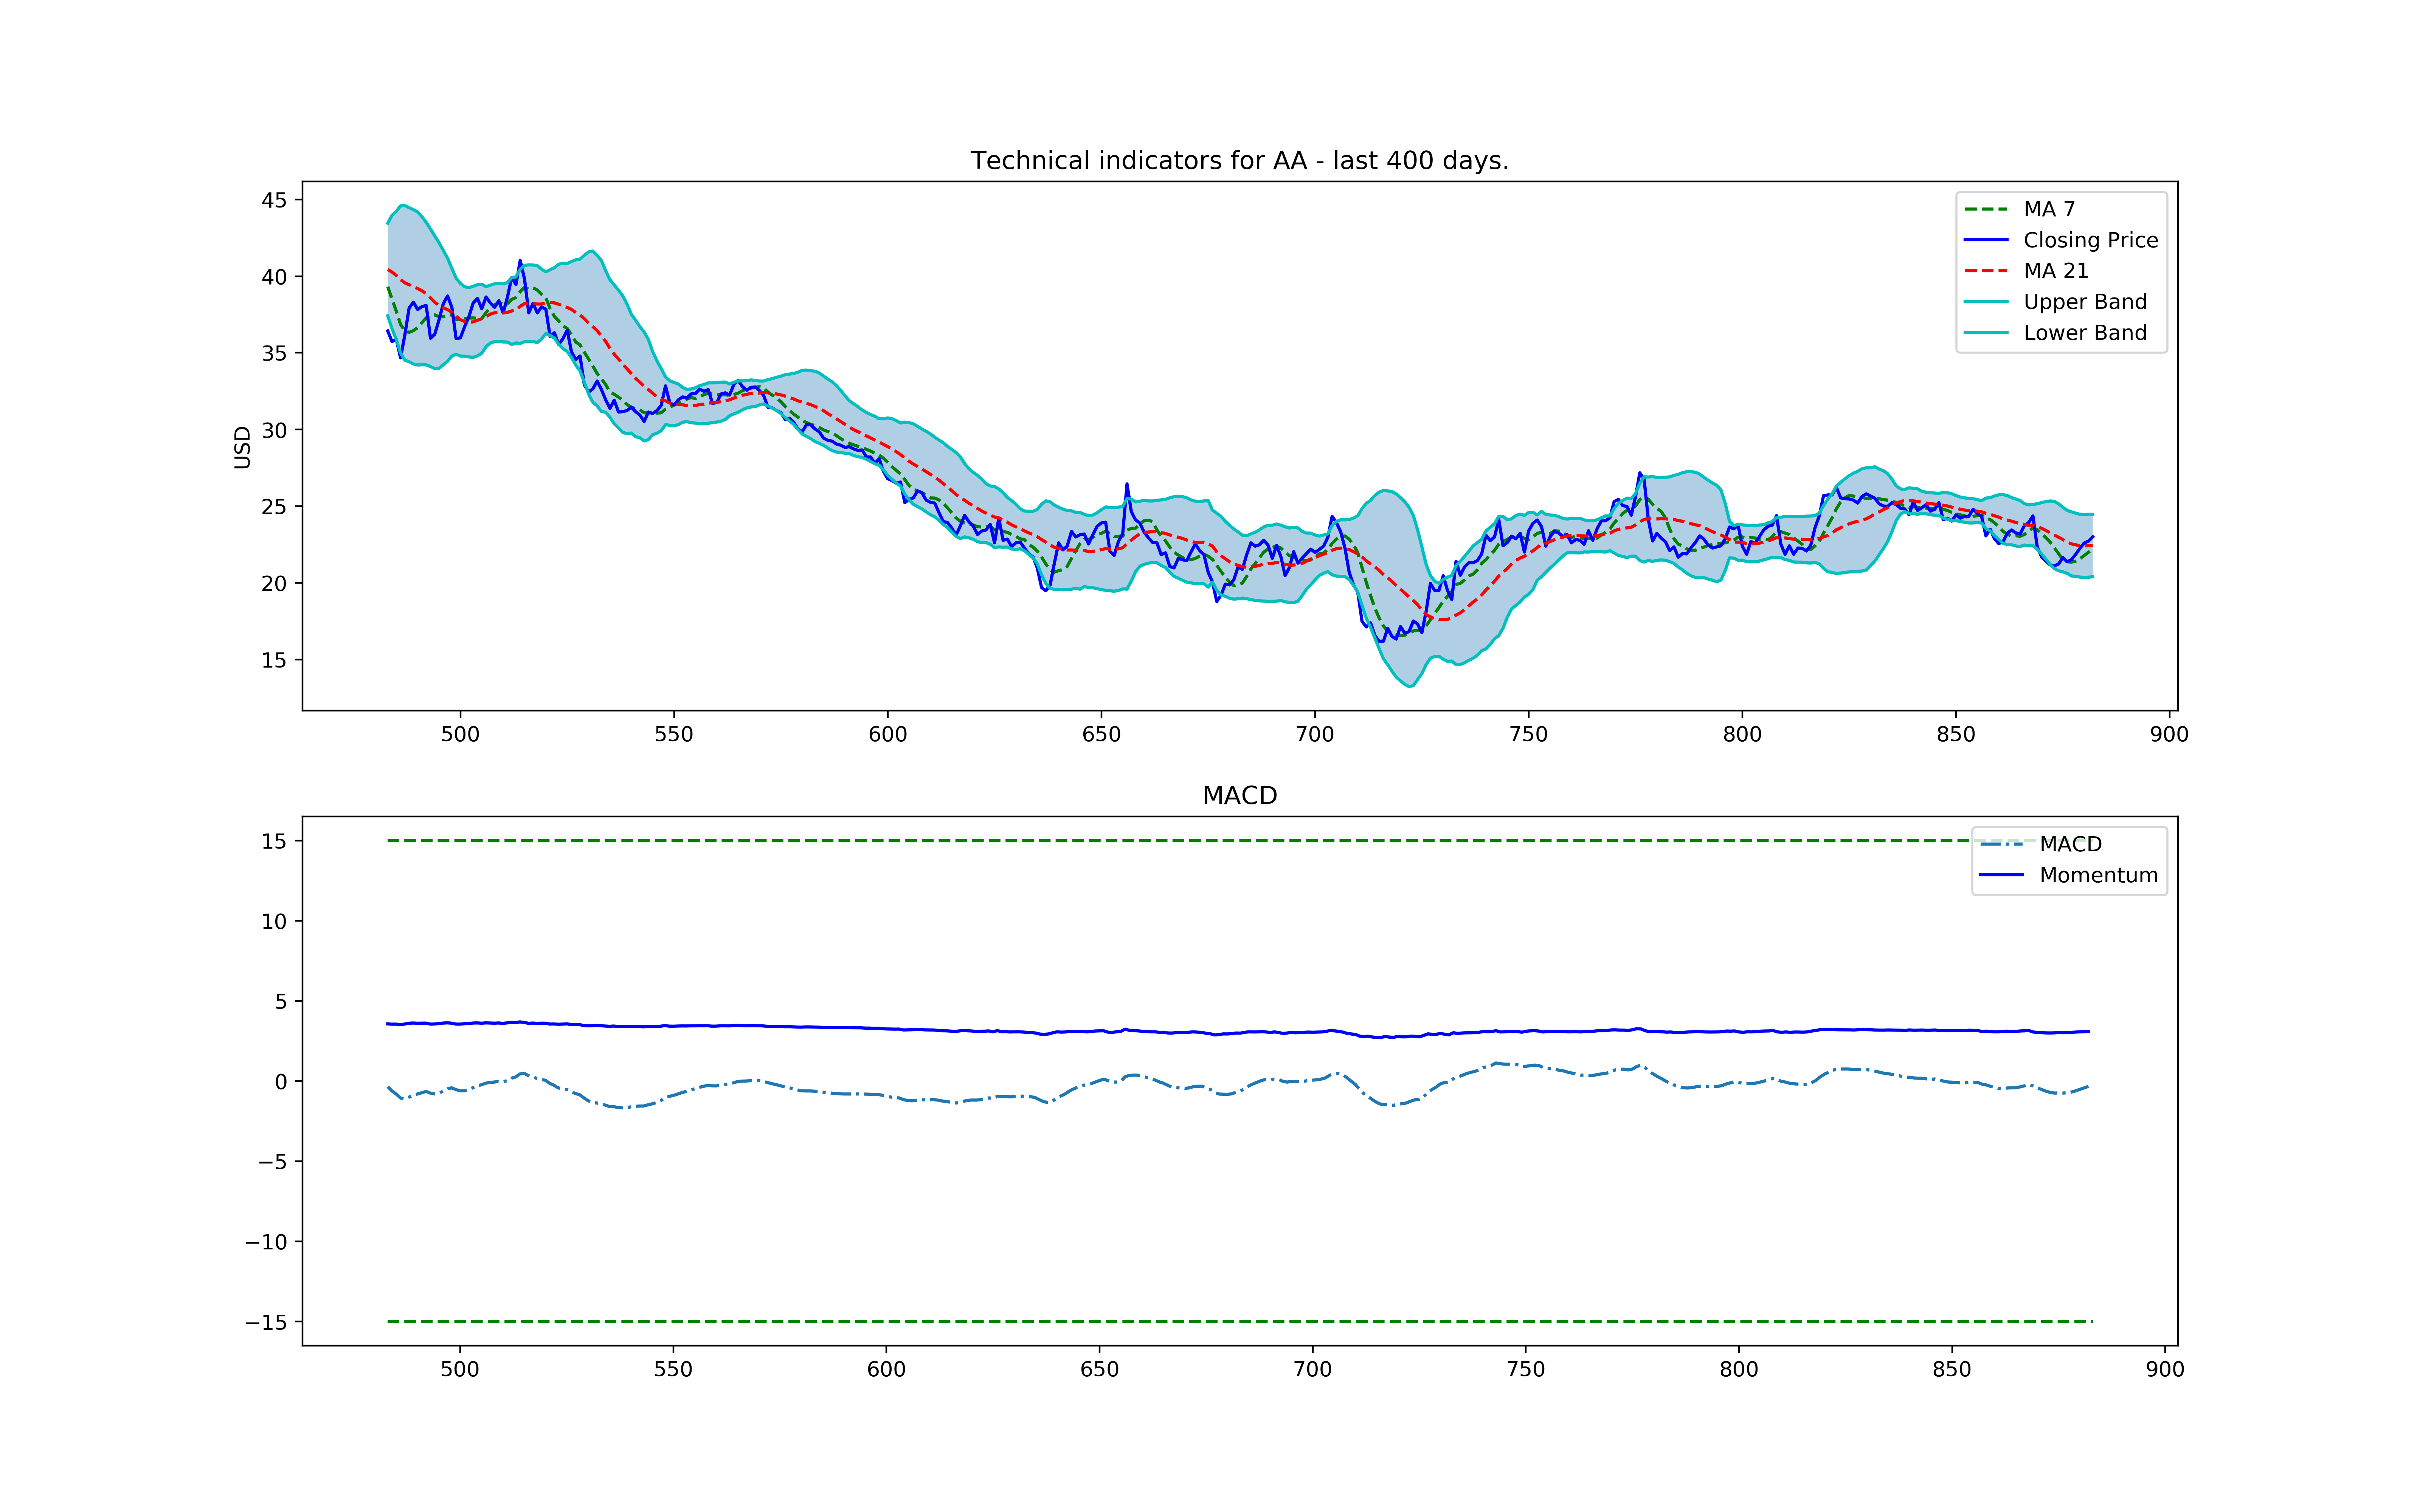 Technical indicators for AA - last 400 days.
45
40
35
30
25
20
15
USD
MA 7
Closing Price
MA 21
Upper Band
Lower Band
500 550 600 650 700 750 800 850 900
MACD
15
10
5
0
−5
−10
−15
MACD
Momentum
500 550 600 650 700 750 800 850 900